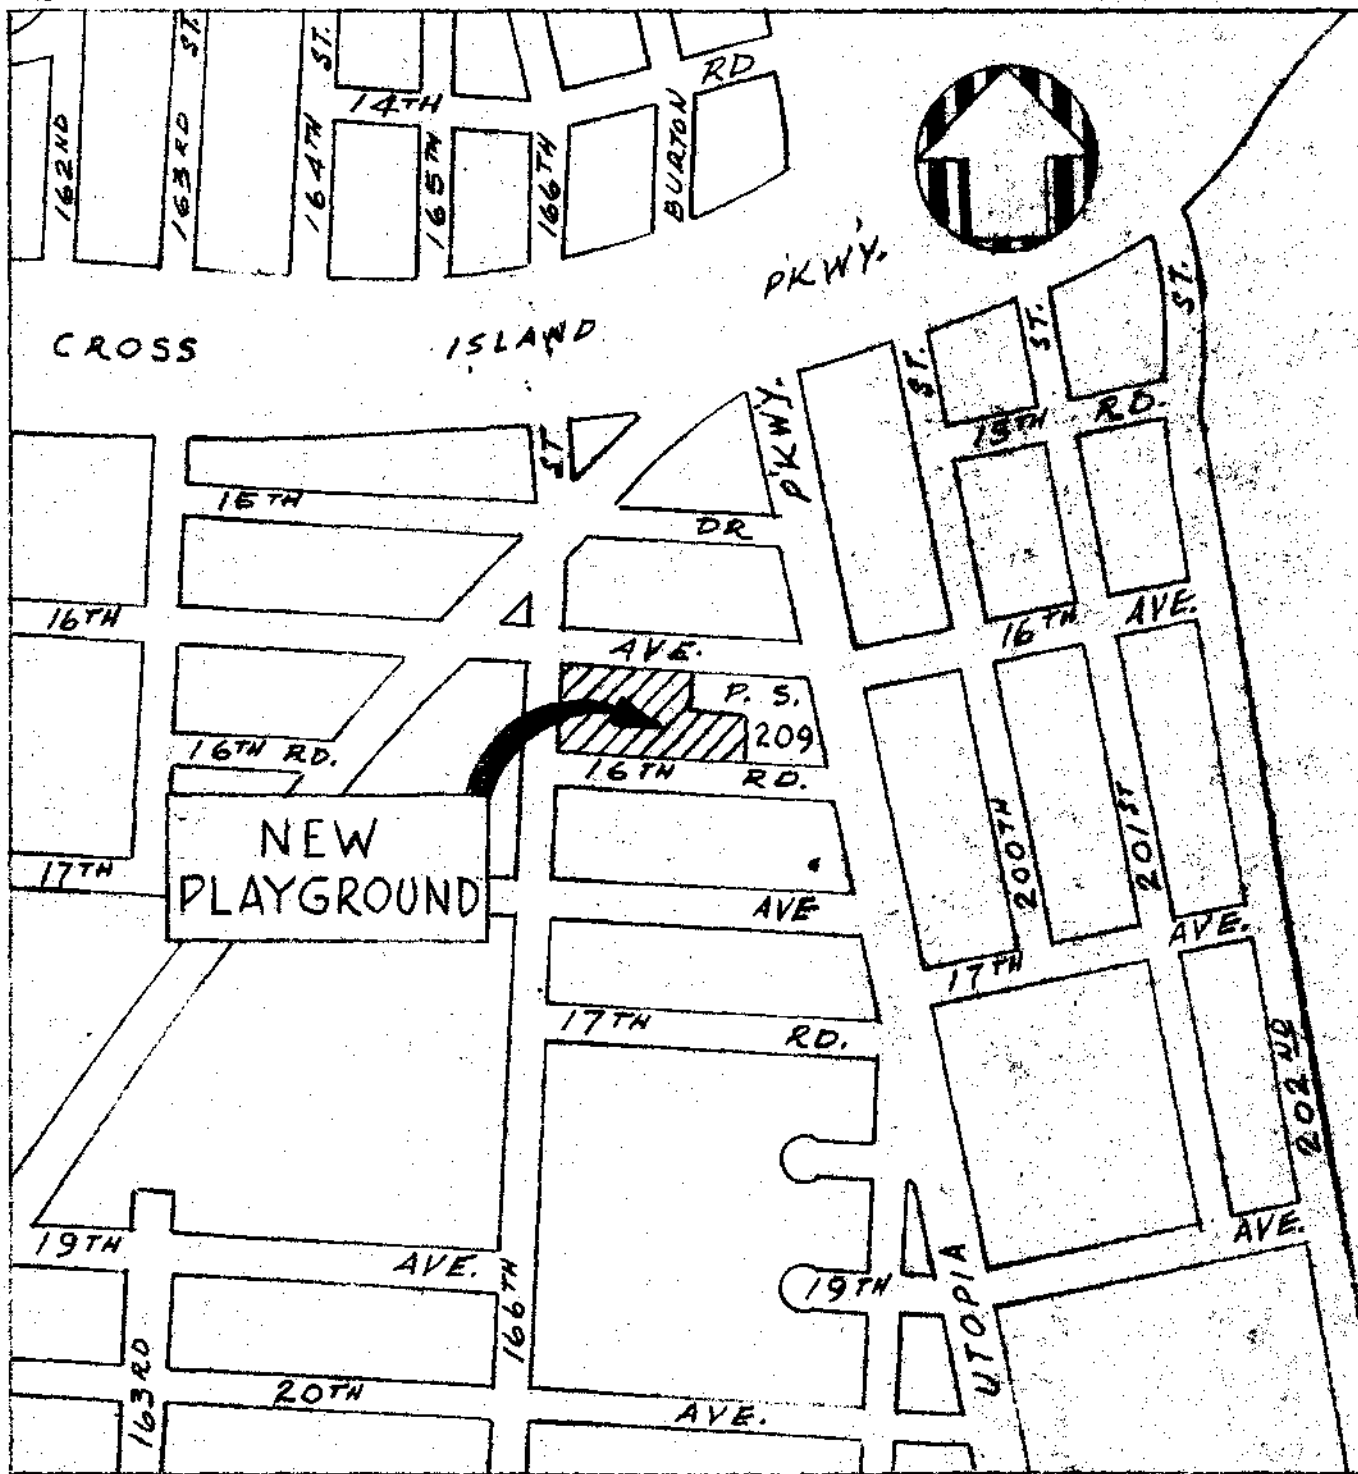 162ND
163RD ST.
164TH ST.
14TH RD
165TH
166TH
BURTON
CROSS ISLAND PKWY.
ST.
ST.
ST.
15TH RD.
ST
P'KWY.
15TH DR
16TH AVE.
16TH AVE.
P. S.
209
16TH RD.
16TH RD.
NEW
PLAYGROUND
200TH
201ST
17TH AVE
17TH AVE.
17TH RD.
202ND
19TH AVE.
19TH AVE.
166TH
UTOPIA
163RD
20TH AVE.